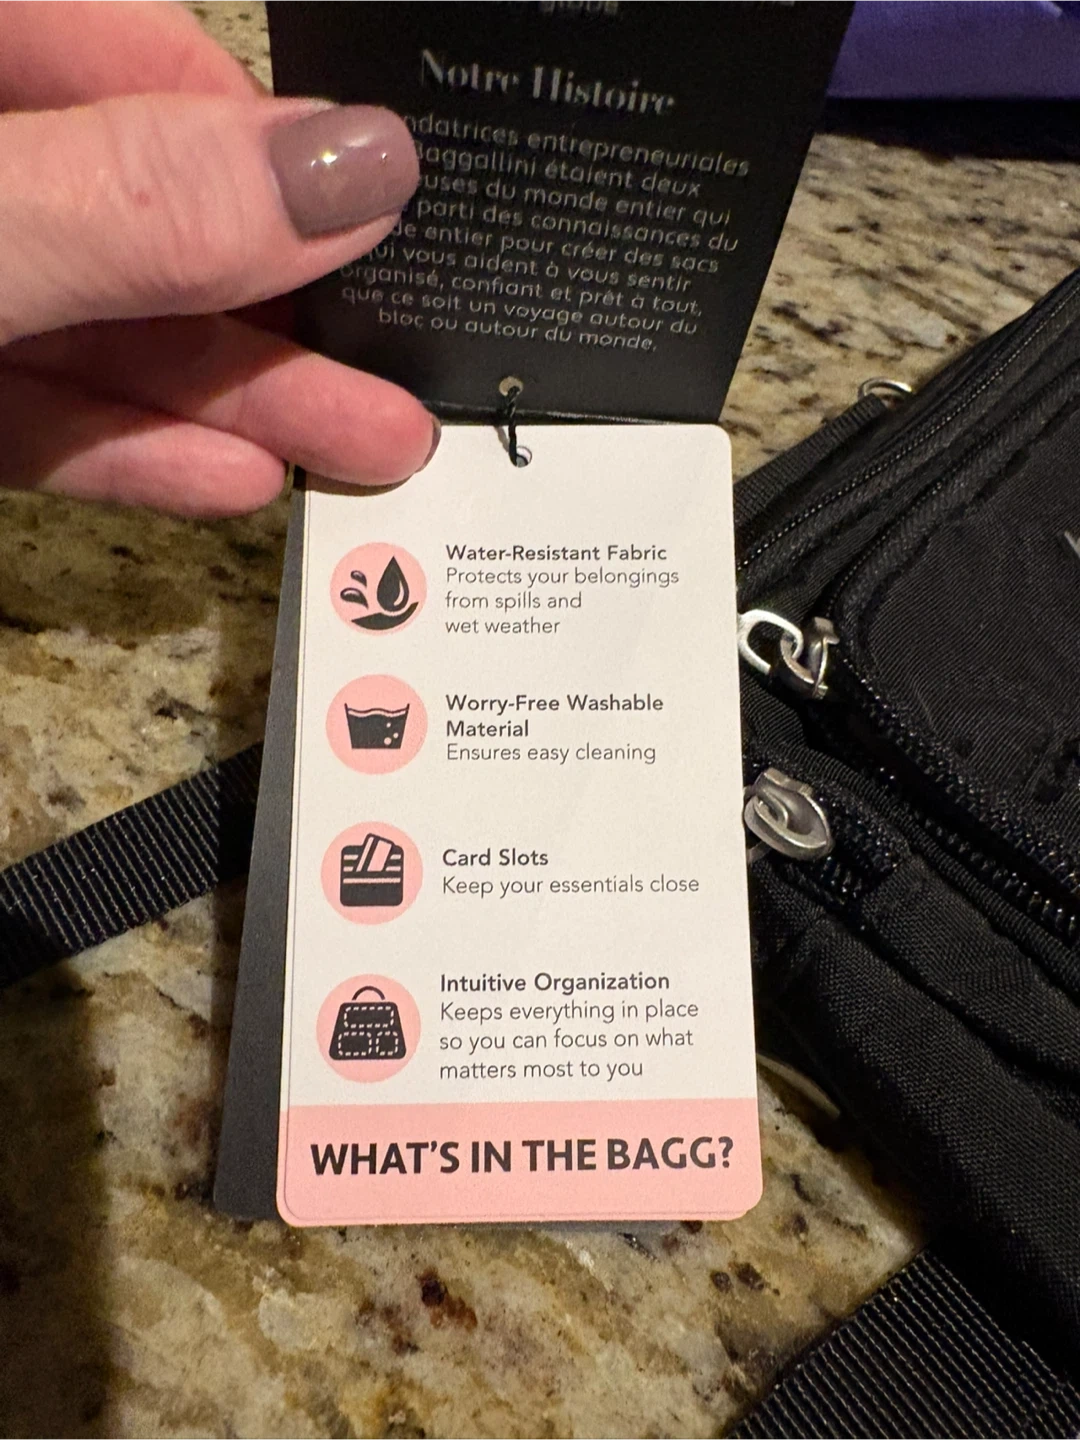 Notre Histoire
entrepreneuriales
Baggallini étaient deux
du monde entier qui
parti des connaissances du
entier pour créer des sacs
vous aident à vous sentir
organisé, confiant et prêt à tout,
que ce soit un voyage autour du
bloc ou autour du monde.
Water-Resistant Fabric
Protects your belongings
from spills and
wet weather
Worry-Free Washable
Material
Ensures easy cleaning
Card Slots
Keep your essentials close
Intuitive Organization
Keeps everything in place
so you can focus on what
matters most to you
WHAT'S IN THE BAGG?